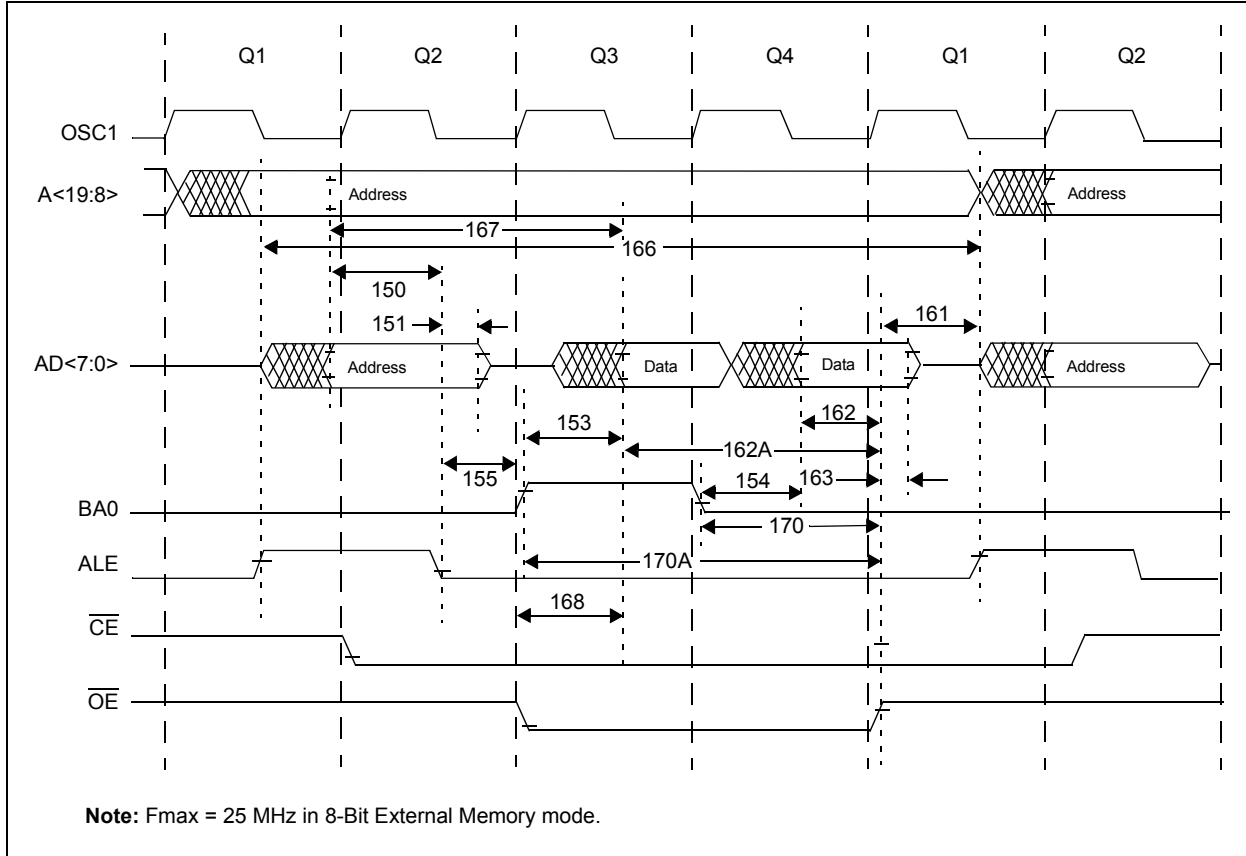 Q1 Q2 Q3 Q4 Q1 Q2
OSC1
A<19:8>
Address
Address
167
166
150
151
161
AD<7:0>
Address
Data
Data
Address
153
162
162A
155
154
163
BA0
170
ALE
170A
168
CE
OE
Note: Fmax = 25 MHz in 8-Bit External Memory mode.